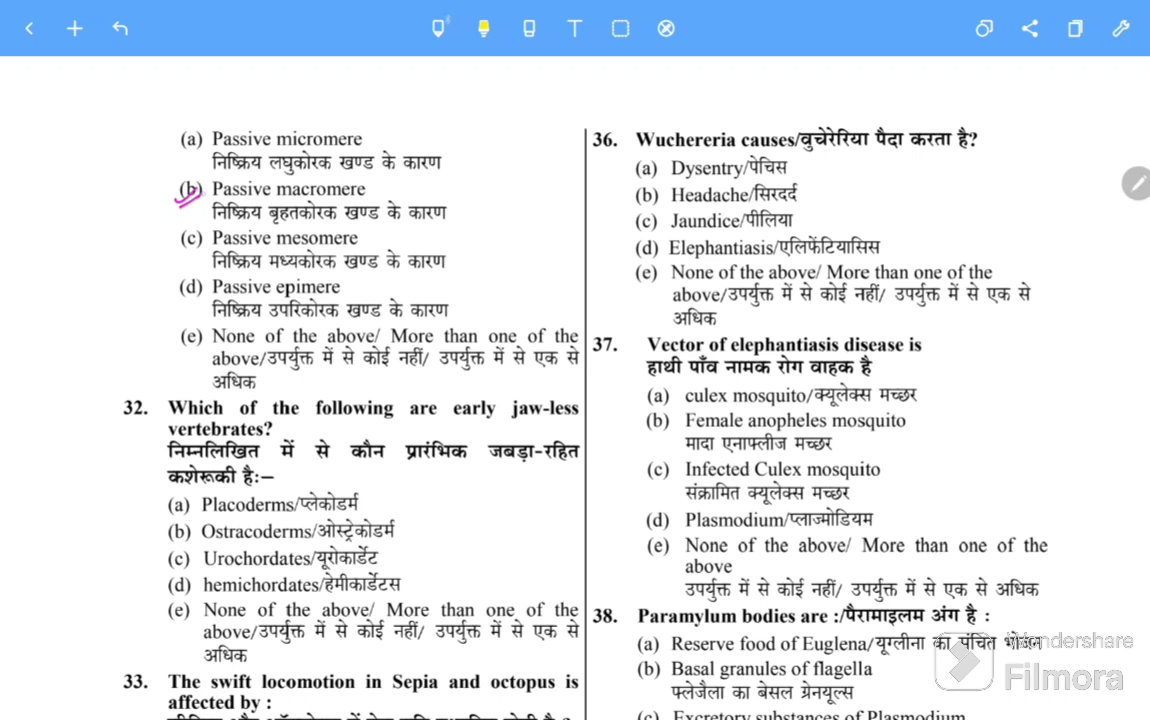 (a) Passive micromere
निष्क्रिय लघुकोरक खण्ड के कारण
(b) Passive macromere
निष्क्रिय बृहतकोरक खण्ड के कारण
(c) Passive mesomere
निष्क्रिय मध्यकोरक खण्ड के कारण
(d) Passive epimere
निष्क्रिय उपरिकोरक खण्ड के कारण
(e) None of the above/ More than one of the
above/उपर्युक्त में से कोई नहीं/ उपर्युक्त में से एक से
अधिक
32. Which of the following are early jaw-less
vertebrates?
निम्नलिखित में से कौन प्रारंभिक जबड़ा-रहित
कशेरूकी है:–
(a) Placoderms/प्लेकोडर्म
(b) Ostracoderms/ओस्ट्रेकोडर्म
(c) Urochordates/यूरोकार्डेट
(d) hemichordates/हेमीकार्डेटस
(e) None of the above/ More than one of the
above/उपर्युक्त में से कोई नहीं/ उपर्युक्त में से एक से
अधिक
33. The swift locomotion in Sepia and octopus is
affected by :
36. Wuchereria causes/वुचेरेरिया पैदा करता है?
(a) Dysentry/पेचिस
(b) Headache/सिरदर्द
(c) Jaundice/पीलिया
(d) Elephantiasis/एलिफेंटियासिस
(e) None of the above/ More than one of the
above/उपर्युक्त में से कोई नहीं/ उपर्युक्त में से एक से
अधिक
37. Vector of elephantiasis disease is
हाथी पाँव नामक रोग वाहक है
(a) culex mosquito/क्यूलेक्स मच्छर
(b) Female anopheles mosquito
मादा एनाफ्लीज मच्छर
(c) Infected Culex mosquito
संक्रामित क्यूलेक्स मच्छर
(d) Plasmodium/प्लाज्मोडियम
(e) None of the above/ More than one of the
above
उपर्युक्त में से कोई नहीं/ उपर्युक्त में से एक से अधिक
38. Paramylum bodies are :/पैरामाइलम अंग है :
(a) Reserve food of Euglena/यूग्लीना का संचित भोजन
(b) Basal granules of flagella
फ्लेजैला का बेसल ग्रेनयूल्स
(c) Excretory substances of Plasmodium
Wondershare
Filmora